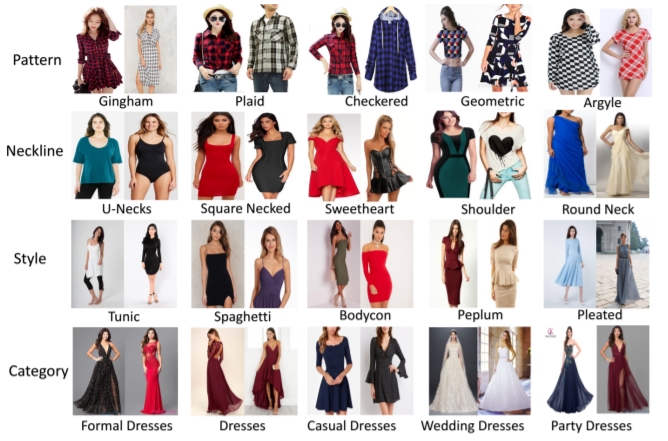 Pattern
Gingham Plaid Checkered Geometric Argyle
Neckline
U-Necks Square Necked Sweetheart Shoulder Round Neck
Style
Tunic Spaghetti Bodycon Peplum Pleated
Category
Formal Dresses Dresses Casual Dresses Wedding Dresses Party Dresses